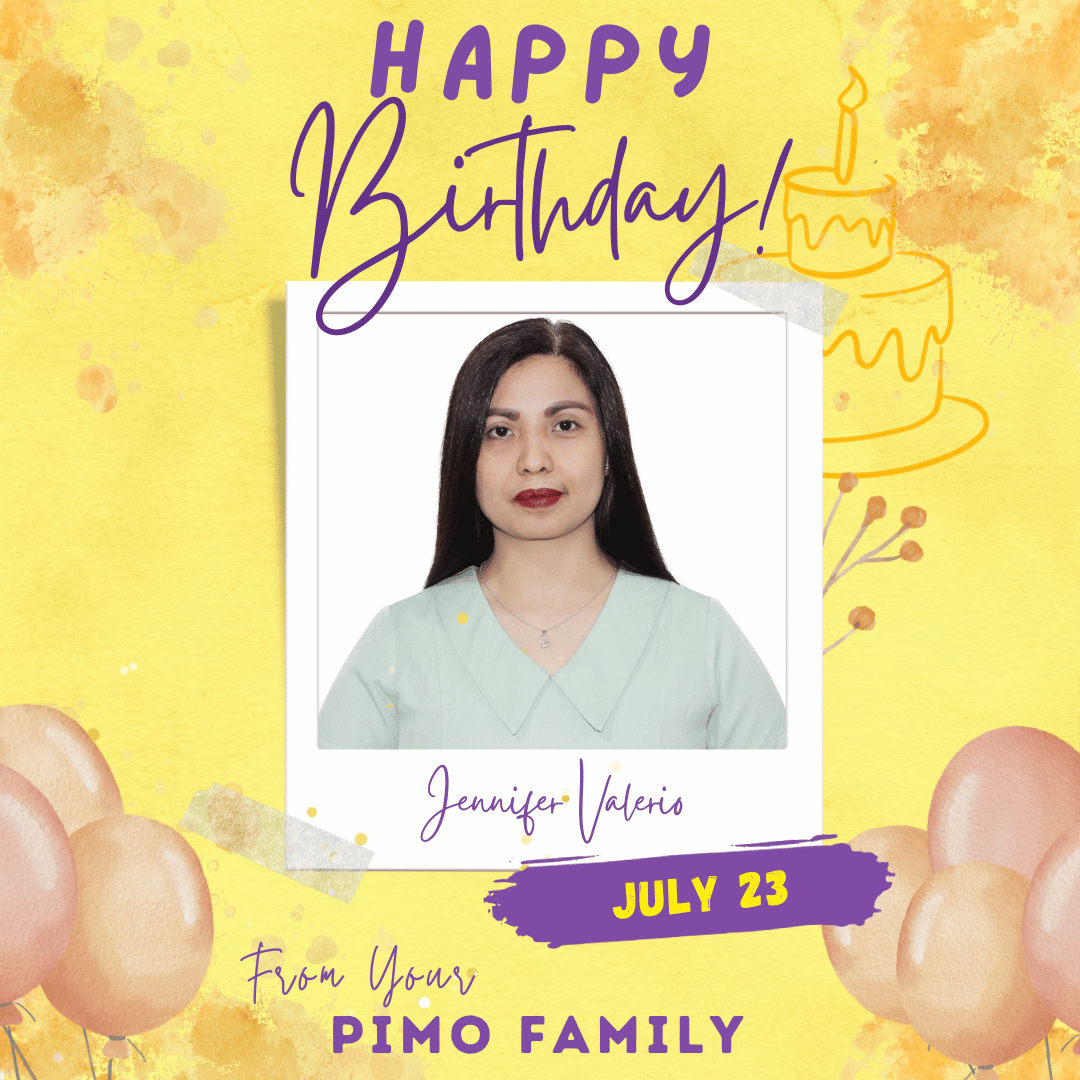 HAPPY
Birthday!
Jennifer Valerio
JULY 23
From Your
PIMO FAMILY